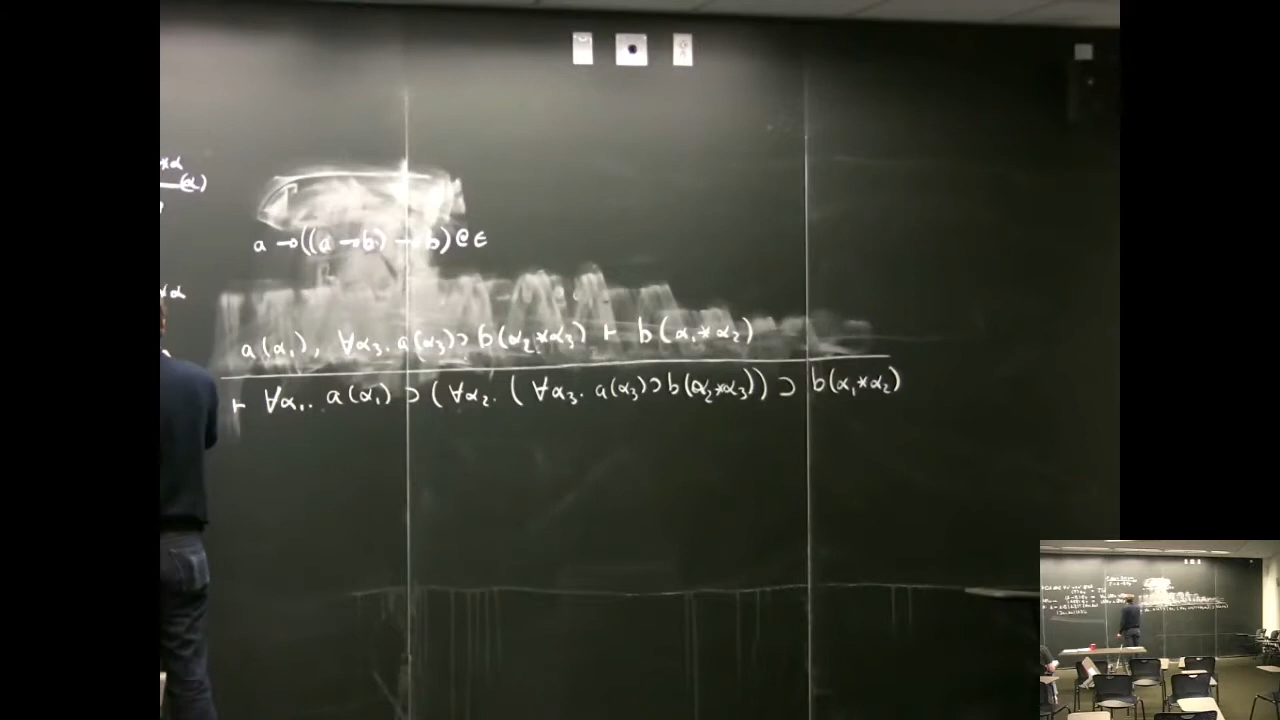 *α
(α)
a ⊸ ((a ⊸ b) ⊸ b) @ ε
*α
a(α₁), ∀α₃. a(α₃) ⊃ b(α₂*α₃) ⊢ b(α₁*α₂)
⊢ ∀α₁. a(α₁) ⊃ (∀α₂. (∀α₃. a(α₃) ⊃ b(α₂*α₃)) ⊃ b(α₁*α₂)